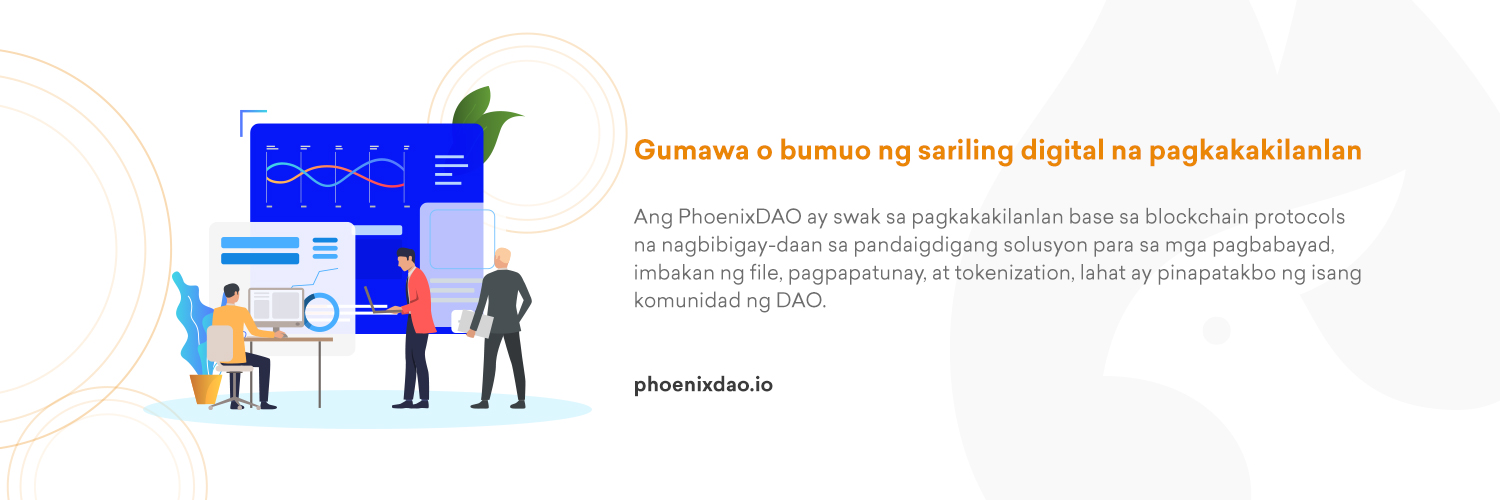 Gumawa o bumuo ng sariling digital na pagkakakilanlan
Ang PhoenixDAO ay swak sa pagkakakilanlan base sa blockchain protocols
na nagbibigay-daan sa pandaigdigang solusyon para sa mga pagbabayad,
imbakan ng file, pagpapatunay, at tokenization, lahat ay pinapatakbo ng isang
komunidad ng DAO.
phoenixdao.io